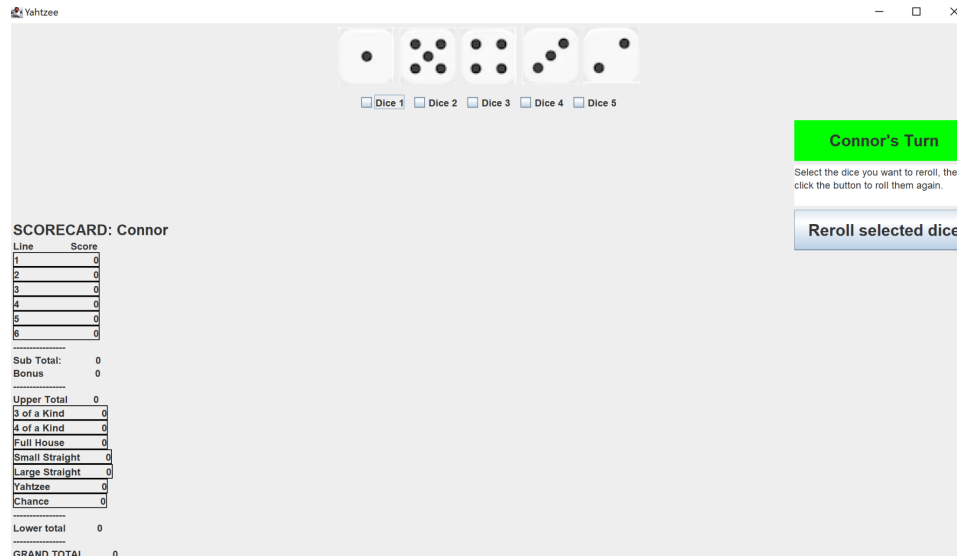 Yahtzee
Dice 1 Dice 2 Dice 3 Dice 4 Dice 5
Connor's Turn
Select the dice you want to reroll, the
click the button to roll them again.
Reroll selected dice
SCORECARD: Connor
Line Score
1 0
2 0
3 0
4 0
5 0
6 0
----------------
Sub Total: 0
Bonus 0
----------------
Upper Total 0
3 of a Kind 0
4 of a Kind 0
Full House 0
Small Straight 0
Large Straight 0
Yahtzee 0
Chance 0
----------------
Lower total 0
----------------
GRAND TOTAL 0